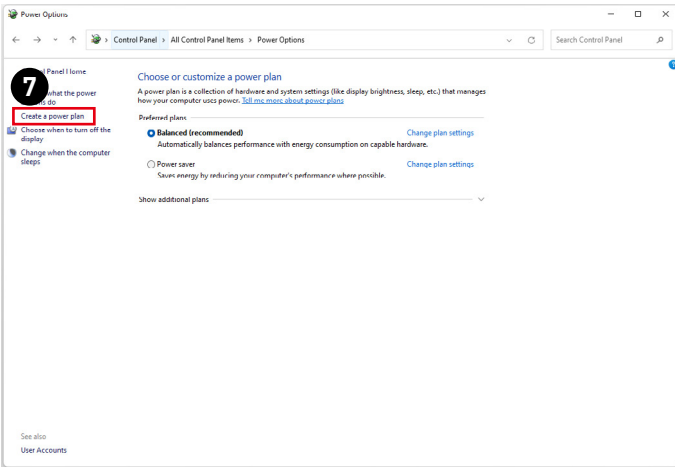 Power Options
Control Panel > All Control Panel Items > Power Options
Search Control Panel
7
l Panel Home
what the power
s do
Create a power plan
Choose when to turn off the
display
Change when the computer
sleeps
Choose or customize a power plan
A power plan is a collection of hardware and system settings (like display brightness, sleep, etc.) that manages
how your computer uses power. Tell me more about power plans
Preferred plans
Balanced (recommended)
Change plan settings
Automatically balances performance with energy consumption on capable hardware.
Power saver
Change plan settings
Saves energy by reducing your computer's performance where possible.
Show additional plans
See also
User Accounts